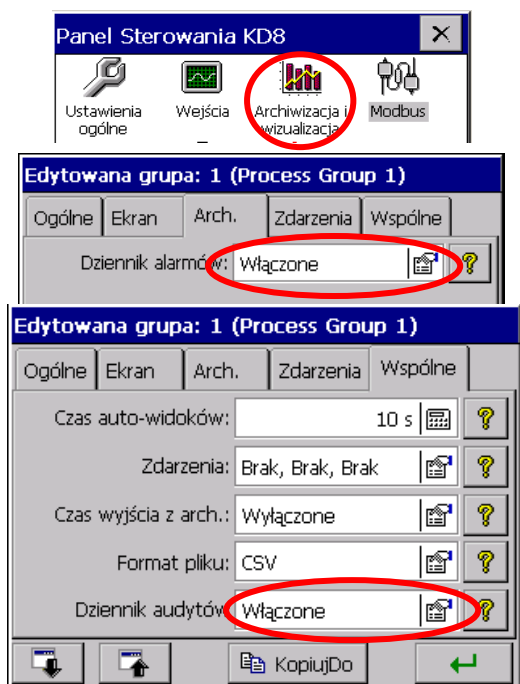 Panel Sterowania KD8
Ustawienia ogólne
Wejścia
Archiwizacja i wizualizacja
Modbus
Edytowana grupa: 1 (Process Group 1)
Ogólne Ekran Arch. Zdarzenia Wspólne
Dziennik alarmów: Włączone
Edytowana grupa: 1 (Process Group 1)
Ogólne Ekran Arch. Zdarzenia Wspólne
Czas auto-widoków: 10 s
Zdarzenia: Brak, Brak, Brak
Czas wyjścia z arch.: Wyłączone
Format pliku: CSV
Dziennik audytów Włączone
KopiujDo